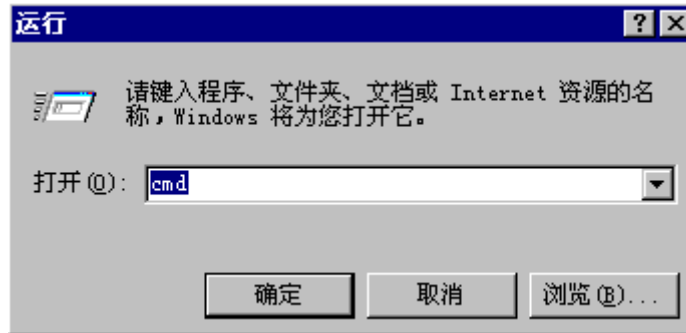 运行
请键入程序、文件夹、文档或 Internet 资源的名
称，Windows 将为您打开它。
打开(O): cmd
确定 取消 浏览(B)...